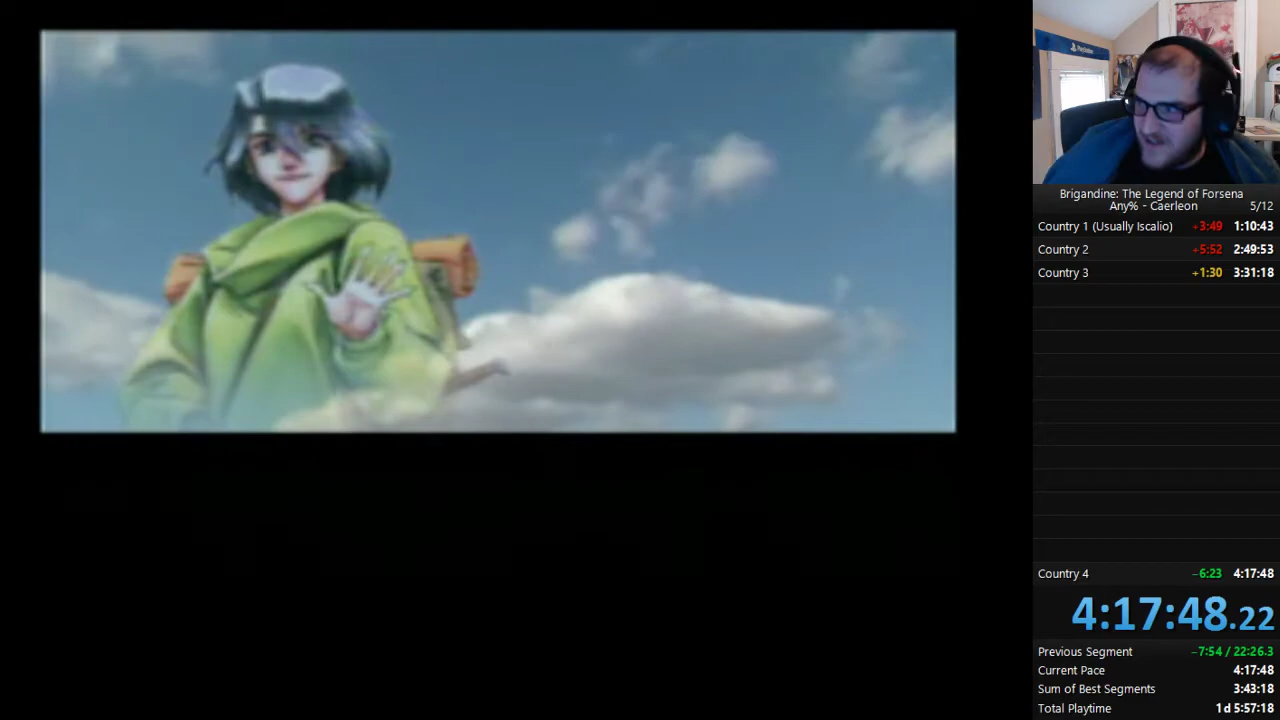 PlayStation
Brigandine: The Legend of Forsena
Any% - Caerleon 5/12
Country 1 (Usually Iscalio) +3:49 1:10:43
Country 2 +5:52 2:49:53
Country 3 +1:30 3:31:18
Country 4 −6:23 4:17:48
4:17:48.22
Previous Segment −7:54 / 22:26.3
Current Pace 4:17:48
Sum of Best Segments 3:43:18
Total Playtime 1 d 5:57:18